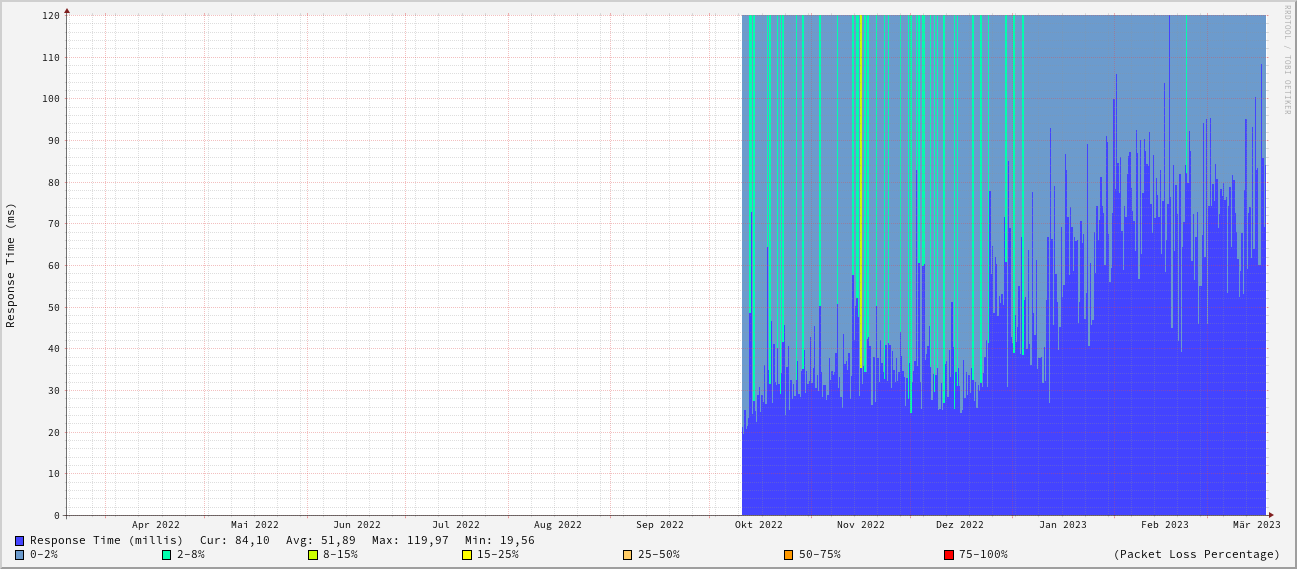 RRDTOOL / TOBI OETIKER
Response Time (ms)
120
110
100
90
80
70
60
50
40
30
20
10
0
Apr 2022 Mai 2022 Jun 2022 Jul 2022 Aug 2022 Sep 2022 Okt 2022 Nov 2022 Dez 2022 Jan 2023 Feb 2023 Mär 2023
Response Time (millis) Cur: 84,10 Avg: 51,89 Max: 119,97 Min: 19,56
0-2% 2-8% 8-15% 15-25% 25-50% 50-75% 75-100% (Packet Loss Percentage)